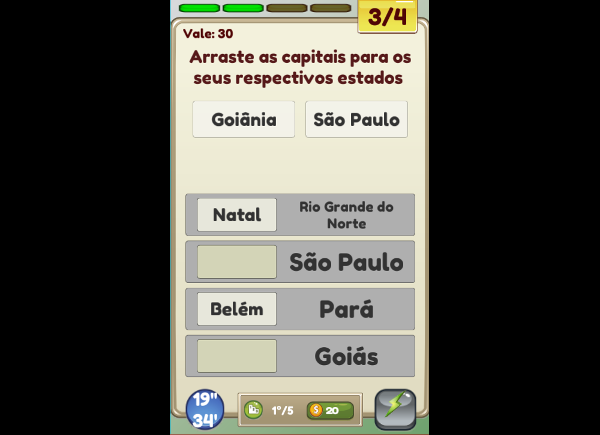 3/4
Vale: 30
Arraste as capitais para os
seus respectivos estados
Goiânia
São Paulo
Natal
Rio Grande do
Norte
São Paulo
Belém
Pará
Goiás
19"
34'
1º/5
20